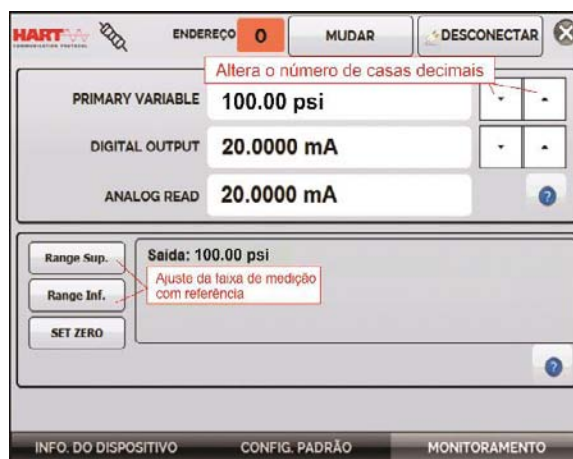 HART
COMMUNICATION PROTOCOL
ENDEREÇO 0 MUDAR DESCONECTAR
Altera o número de casas decimais
PRIMARY VARIABLE 100.00 psi
DIGITAL OUTPUT 20.0000 mA
ANALOG READ 20.0000 mA
?
Range Sup.
Saída: 100.00 psi
Ajuste da faixa de medição
com referência
Range Inf.
SET ZERO
?
INFO. DO DISPOSITIVO CONFIG. PADRÃO MONITORAMENTO